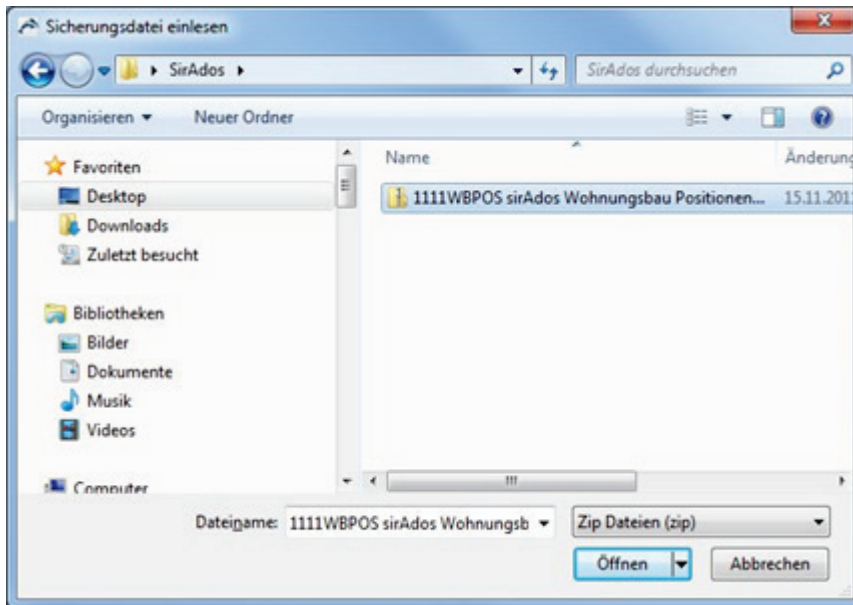 Sicherungsdatei einlesen
SirAdos
SirAdos durchsuchen
Organisieren
Neuer Ordner
Favoriten
Desktop
Downloads
Zuletzt besucht
Bibliotheken
Bilder
Dokumente
Musik
Videos
Computer
Name
Änderung
1111WBPOS sirAdos Wohnungsbau Positionen...
15.11.201
Dateiname:
1111WBPOS sirAdos Wohnungsb
Zip Dateien (zip)
Öffnen
Abbrechen